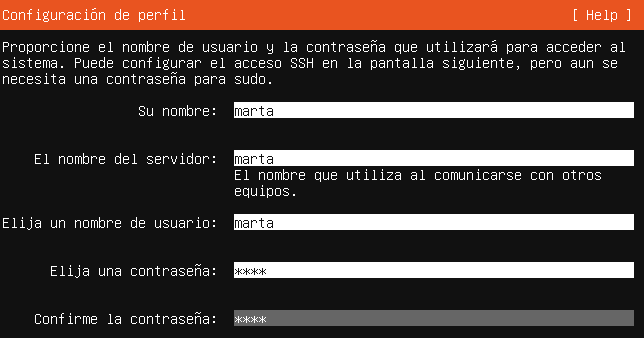 Configuración de perfil [ Help ]
Proporcione el nombre de usuario y la contraseña que utilizará para acceder al
sistema. Puede configurar el acceso SSH en la pantalla siguiente, pero aun se
necesita una contraseña para sudo.
Su nombre: marta
El nombre del servidor: marta
El nombre que utiliza al comunicarse con otros
equipos.
Elija un nombre de usuario: marta
Elija una contraseña: ****
Confirme la contraseña: ****